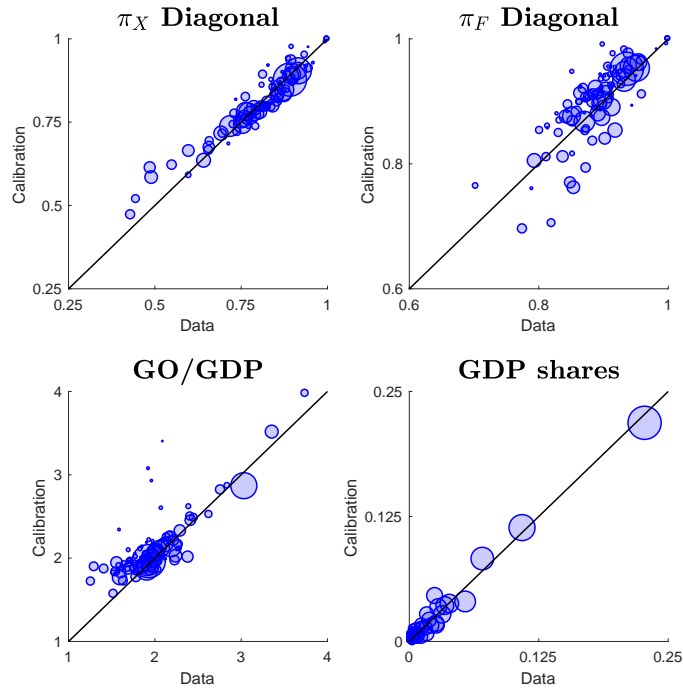 π_X Diagonal
1
0.75
Calibration
0.5
0.25
0.25 0.5 0.75 1
Data
π_F Diagonal
1
0.8
Calibration
0.6
0.6 0.8 1
Data
GO/GDP
4
3
Calibration
2
1
1 2 3 4
Data
GDP shares
0.25
0.125
Calibration
0
0 0.125 0.25
Data